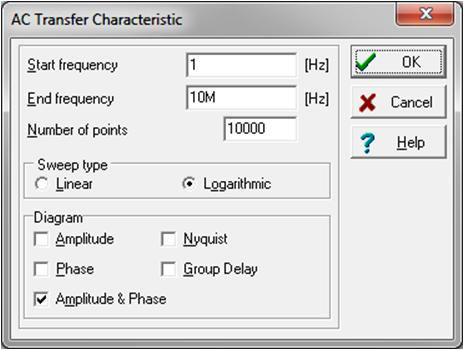 AC Transfer Characteristic
Start frequency 1 [Hz]
End frequency 10M [Hz]
Number of points 10000
Sweep type
Linear Logarithmic
Diagram
Amplitude Nyquist
Phase Group Delay
Amplitude & Phase
OK
Cancel
? Help